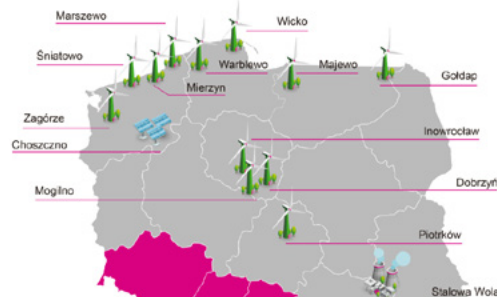 Marszewo
Wicko
Śniatowo
Warblewo
Majewo
Mierzyn
Gołdap
Zagórze
Inowrocław
Choszczno
Mogilno
Dobrzyń
Piotrków
Stalowa Wola